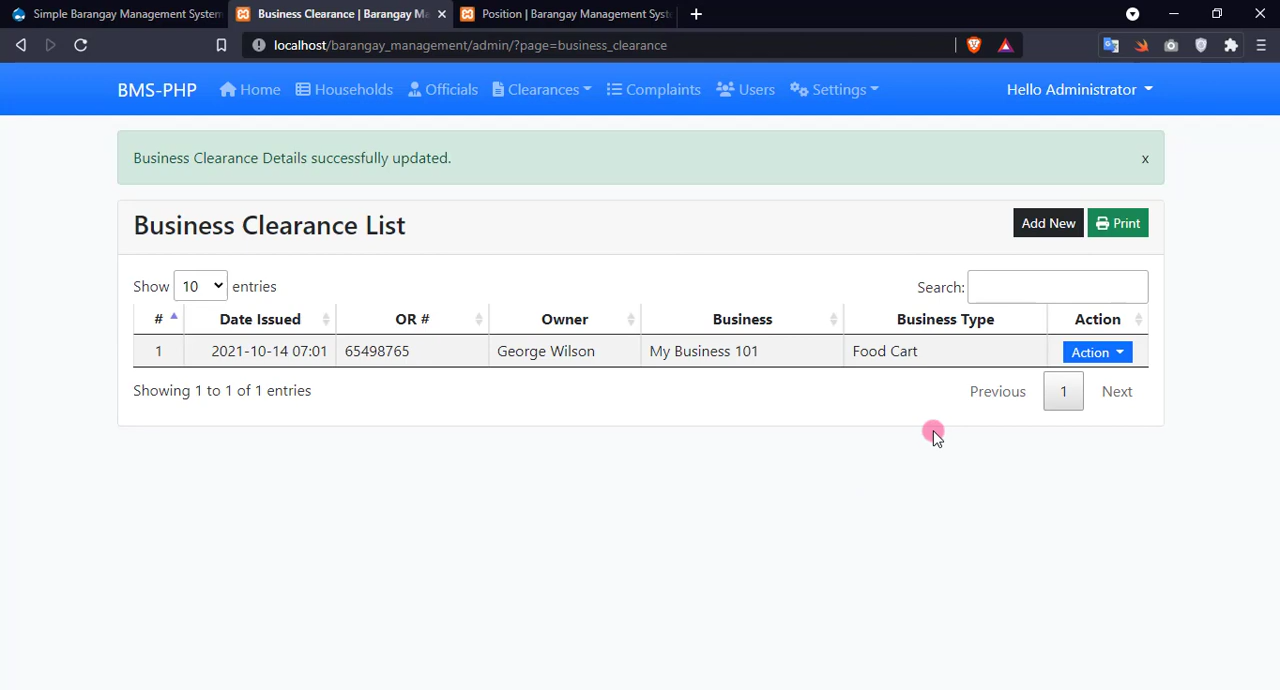 Simple Barangay Management System
Business Clearance | Barangay Ma
Position | Barangay Management Syst
localhost/barangay_management/admin/?page=business_clearance
BMS-PHP Home Households Officials Clearances Complaints Users Settings Hello Administrator
Business Clearance Details successfully updated. x
Business Clearance List Add New Print
Show 10 entries Search:
# Date Issued OR # Owner Business Business Type Action
1 2021-10-14 07:01 65498765 George Wilson My Business 101 Food Cart Action
Showing 1 to 1 of 1 entries Previous 1 Next